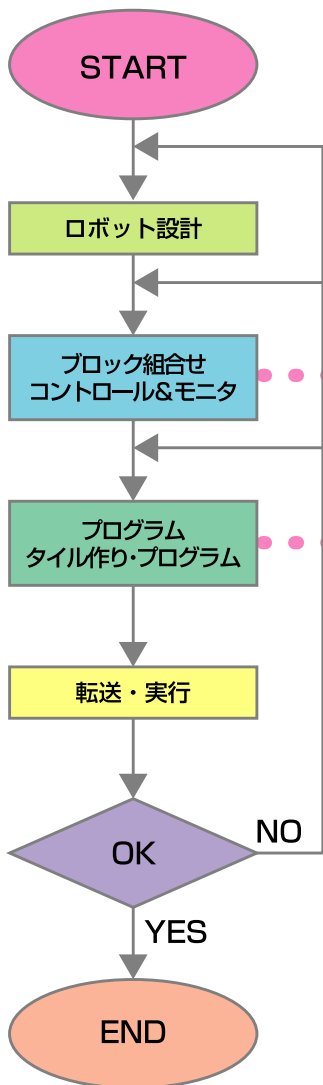 START
ロボット設計
ブロック組合せ
コントロール&モニタ
プログラム
タイル作り･プログラム
転送・実行
OK
NO
YES
END